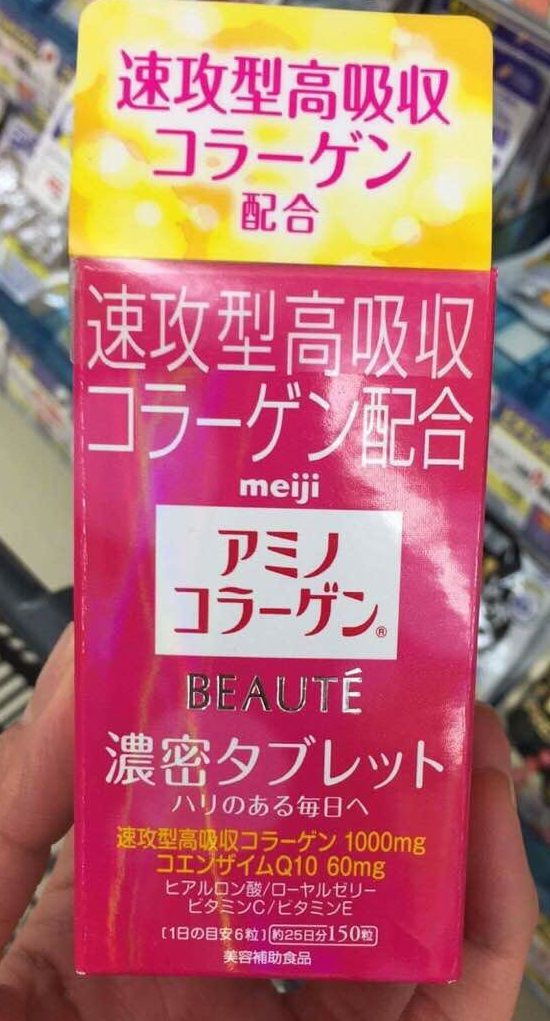 速攻型高吸収
コラーゲン
配合
速攻型高吸収
コラーゲン配合
meiji
アミノ
コラーゲン®
BEAUTÉ
濃密タブレット
ハリのある毎日へ
速攻型高吸収コラーゲン 1000mg
コエンザイムQ10 60mg
ヒアルロン酸/ローヤルゼリー
ビタミンC/ビタミンE
[1日の目安6粒] 約25日分150粒
美容補助食品